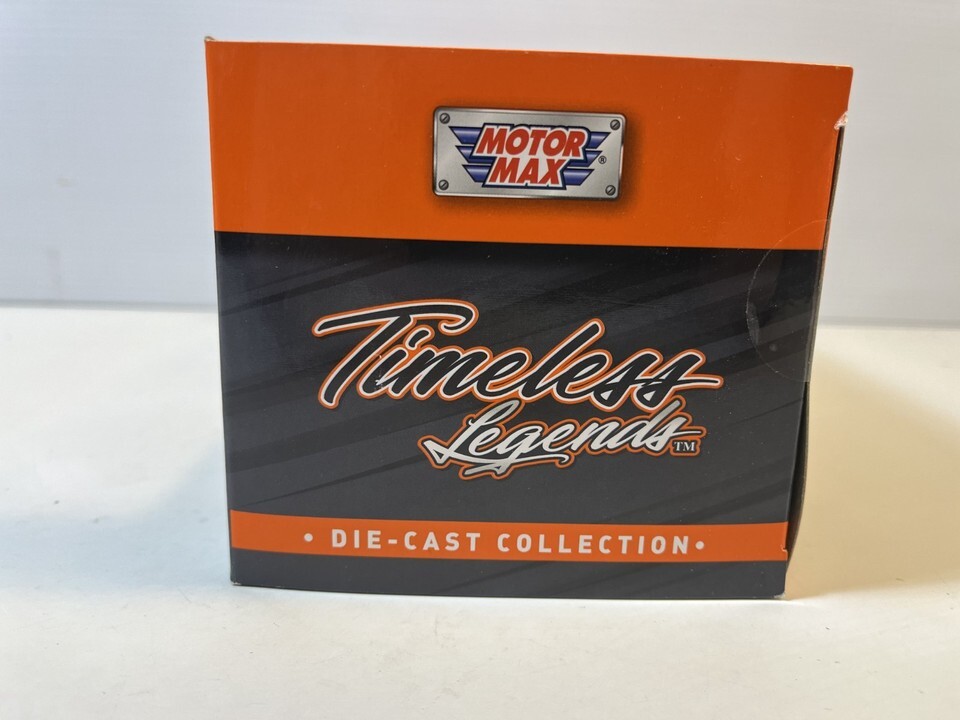 MOTOR
MAX®
Timeless
Legends™
• DIE-CAST COLLECTION •